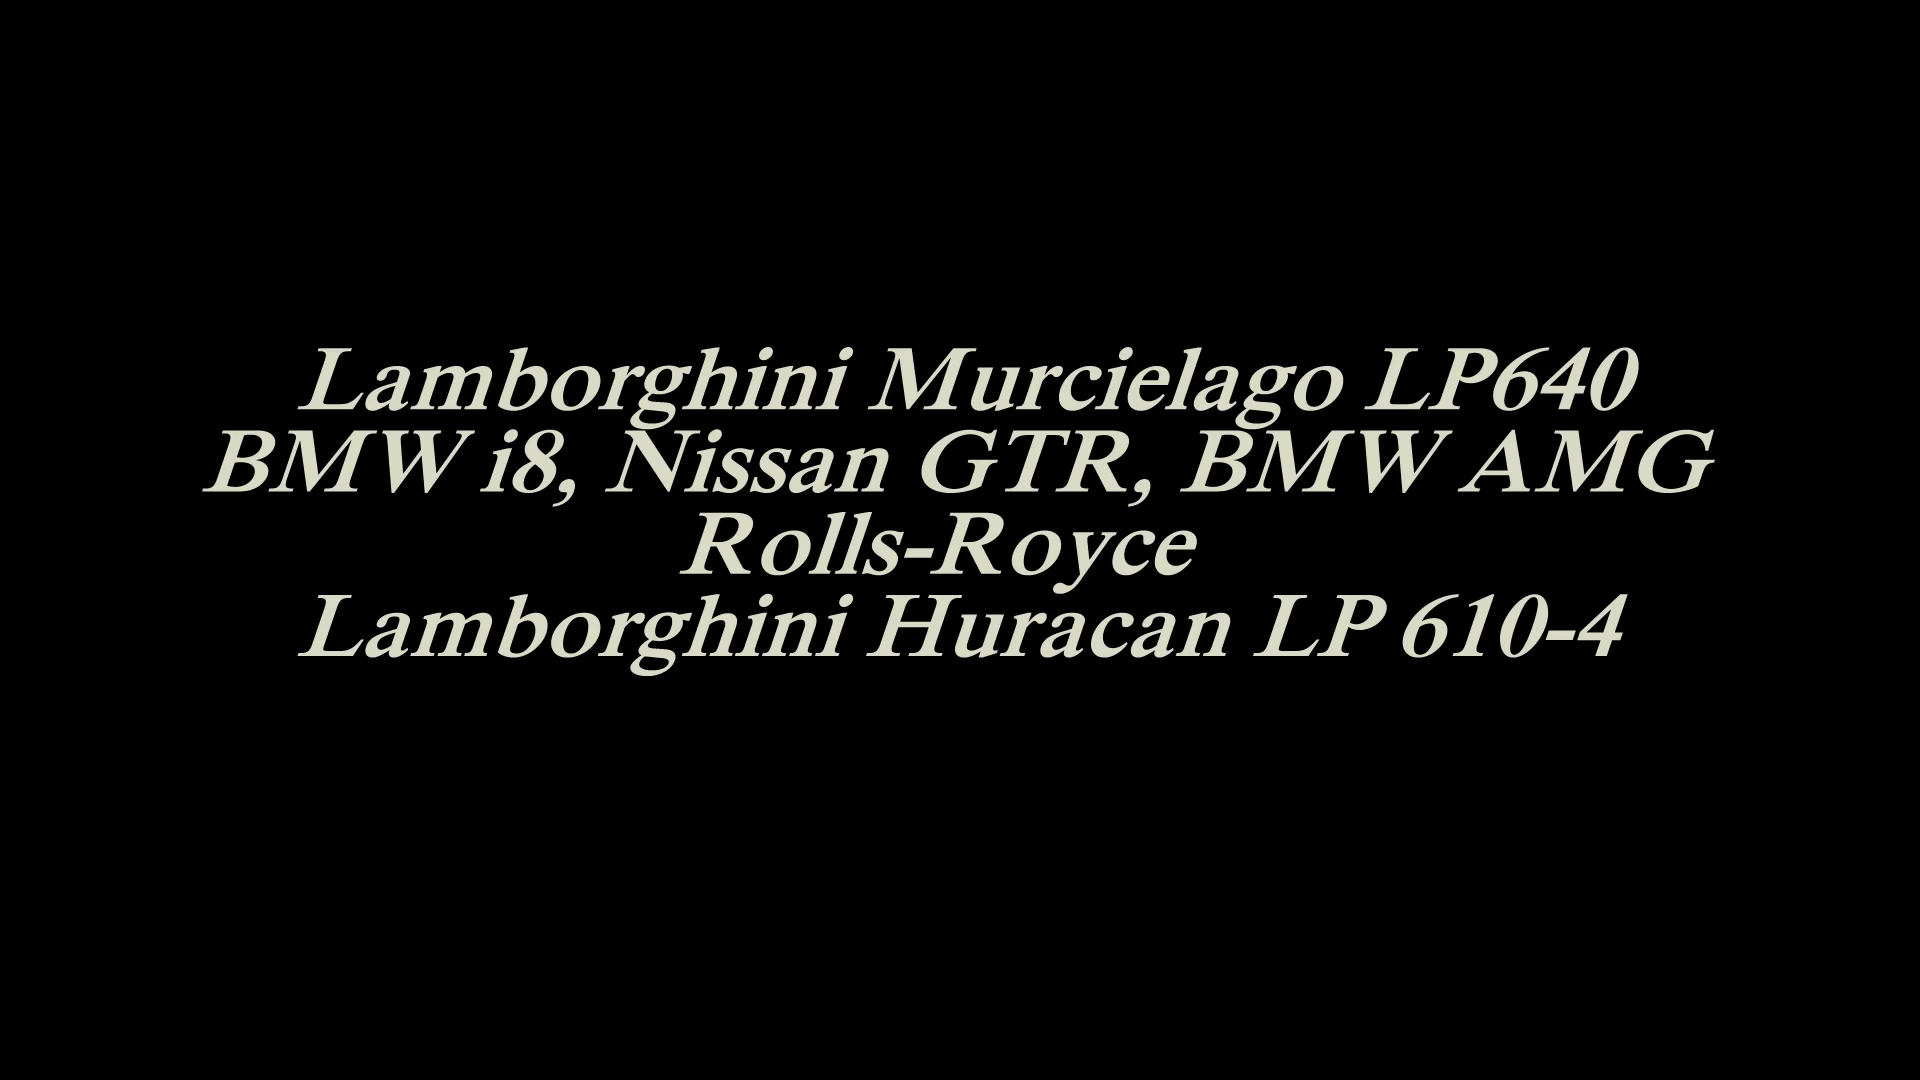 Lamborghini Murcielago LP640
BMW i8, Nissan GTR, BMW AMG
Rolls-Royce
Lamborghini Huracan LP 610-4